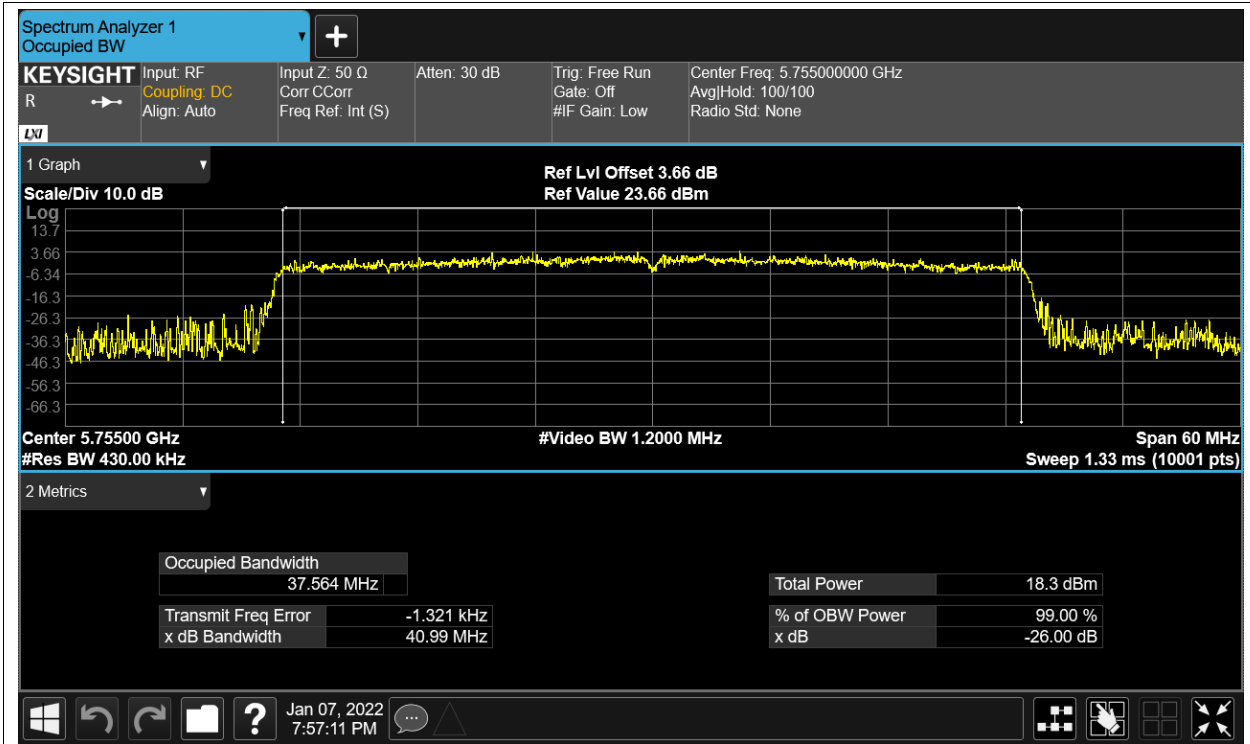 Spectrum Analyzer 1
Occupied BW
KEYSIGHT
R
LXI
Input: RF
Coupling: DC
Align: Auto
Input Z: 50 Ω
Corr CCorr
Freq Ref: Int (S)
Atten: 30 dB
Trig: Free Run
Gate: Off
#IF Gain: Low
Center Freq: 5.755000000 GHz
Avg|Hold: 100/100
Radio Std: None
1 Graph
Scale/Div 10.0 dB
Ref Lvl Offset 3.66 dB
Ref Value 23.66 dBm
Log
13.7
3.66
-6.34
-16.3
-26.3
-36.3
-46.3
-56.3
-66.3
Center 5.75500 GHz
#Res BW 430.00 kHz
#Video BW 1.2000 MHz
Span 60 MHz
Sweep 1.33 ms (10001 pts)
2 Metrics
Occupied Bandwidth
37.564 MHz
Transmit Freq Error -1.321 kHz
x dB Bandwidth 40.99 MHz
Total Power 18.3 dBm
% of OBW Power 99.00 %
x dB -26.00 dB
?
Jan 07, 2022
7:57:11 PM